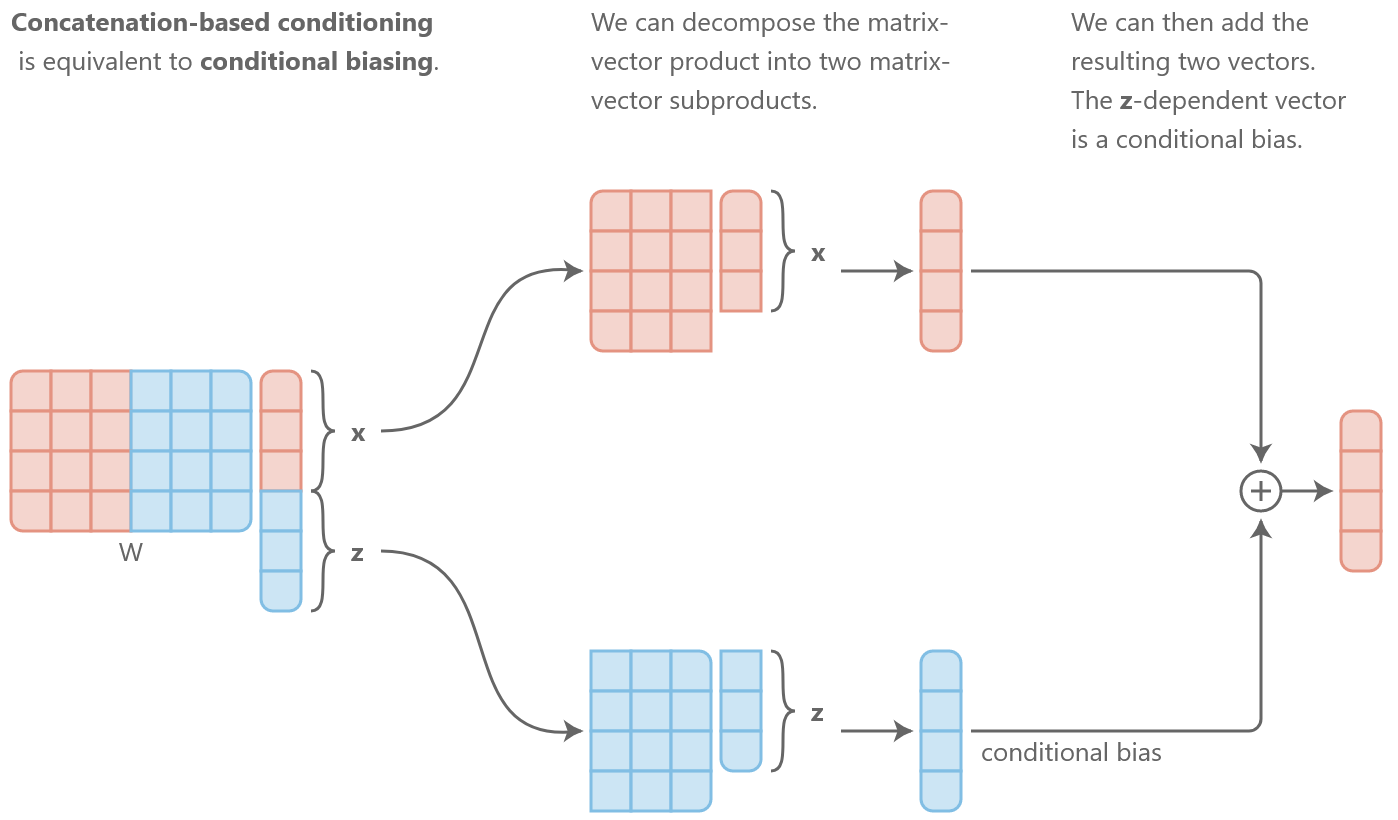 Concatenation-based conditioning
is equivalent to conditional biasing.
We can decompose the matrix-
vector product into two matrix-
vector subproducts.
We can then add the
resulting two vectors.
The z-dependent vector
is a conditional bias.
x
x
W
z
z
conditional bias